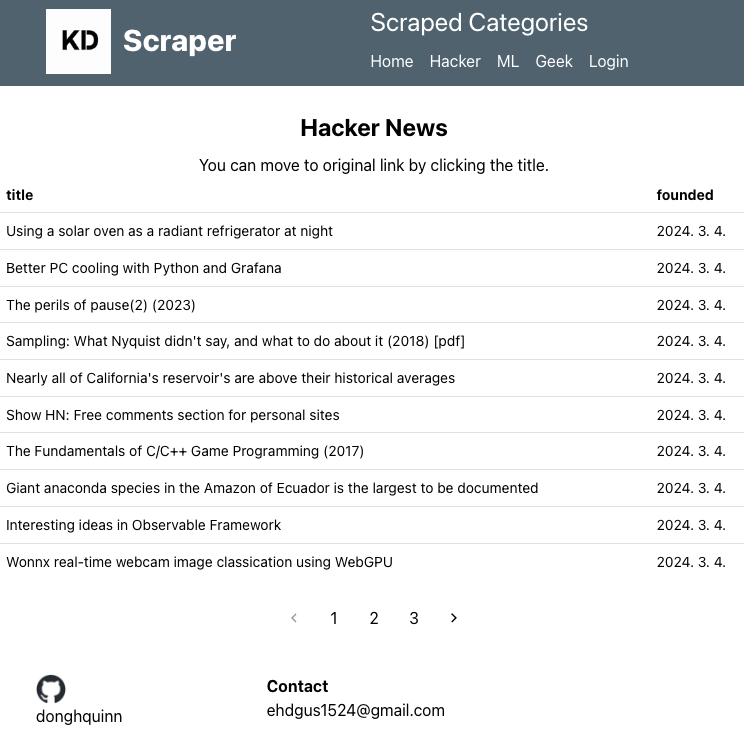 KD Scraper
Scraped Categories
Home Hacker ML Geek Login
Hacker News
You can move to original link by clicking the title.
title founded
Using a solar oven as a radiant refrigerator at night 2024. 3. 4.
Better PC cooling with Python and Grafana 2024. 3. 4.
The perils of pause(2) (2023) 2024. 3. 4.
Sampling: What Nyquist didn't say, and what to do about it (2018) [pdf] 2024. 3. 4.
Nearly all of California's reservoir's are above their historical averages 2024. 3. 4.
Show HN: Free comments section for personal sites 2024. 3. 4.
The Fundamentals of C/C++ Game Programming (2017) 2024. 3. 4.
Giant anaconda species in the Amazon of Ecuador is the largest to be documented 2024. 3. 4.
Interesting ideas in Observable Framework 2024. 3. 4.
Wonnx real-time webcam image classication using WebGPU 2024. 3. 4.
1 2 3
donghquinn
Contact
ehdgus1524@gmail.com